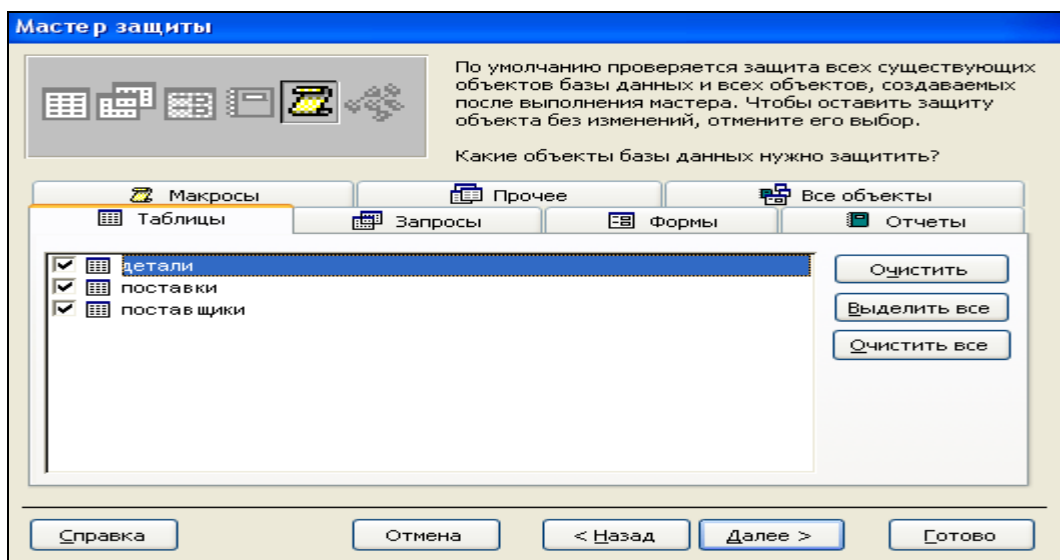 Мастер защиты
По умолчанию проверяется защита всех существующих
объектов базы данных и всех объектов, создаваемых
после выполнения мастера. Чтобы оставить защиту
объекта без изменений, отмените его выбор.
Какие объекты базы данных нужно защитить?
Макросы Прочее Все объекты
Таблицы Запросы Формы Отчеты
детали
поставки
поставщики
Очистить
Выделить все
Очистить все
Справка Отмена < Назад Далее > Готово